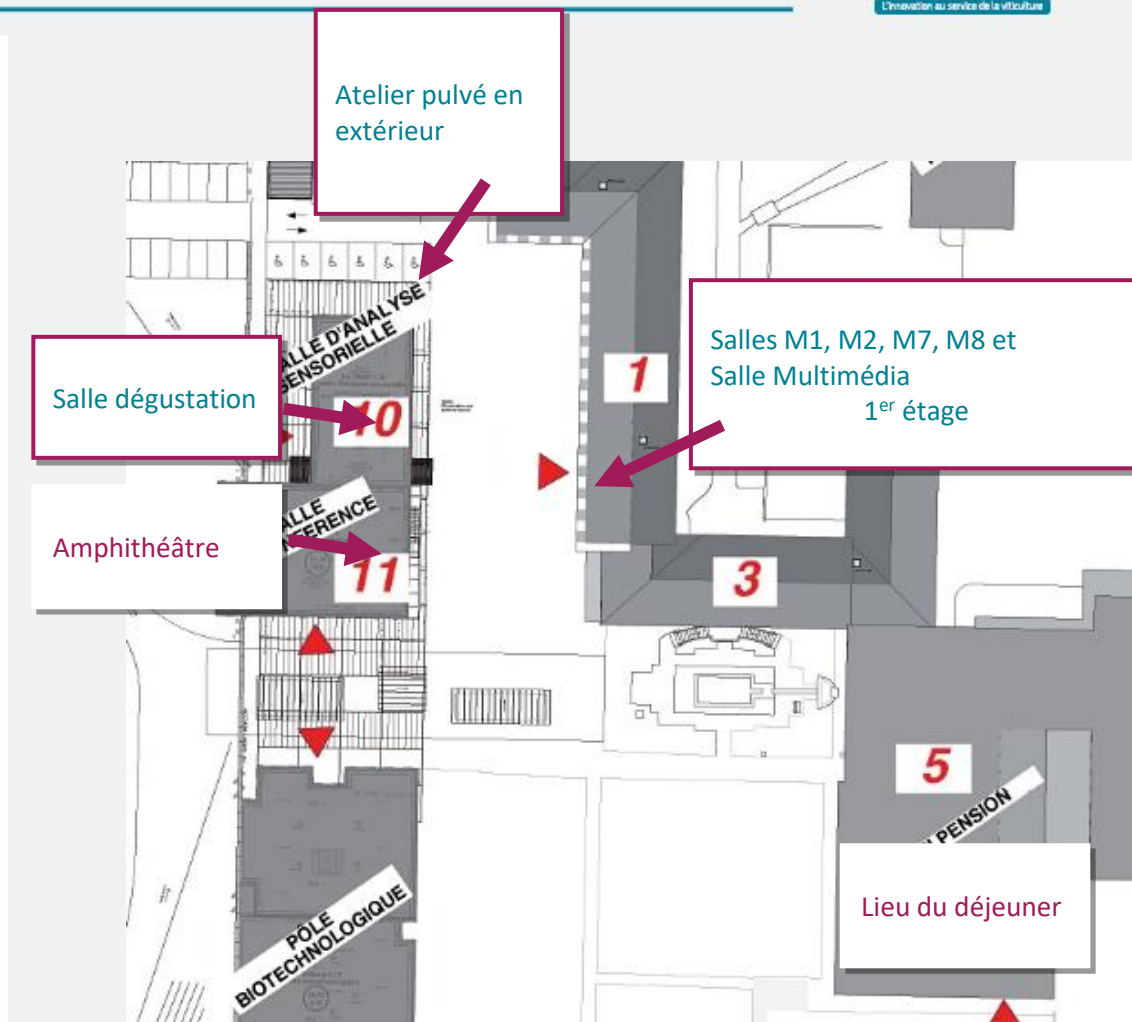 L'innovation au service de la viticulture
Atelier pulvé en
extérieur
SALLE D'ANALYSE
SENSORIELLE
Salle dégustation
10
1
Salles M1, M2, M7, M8 et
Salle Multimédia
1er étage
Amphithéâtre
11
3
5
PENSION
Lieu du déjeuner
PÔLE
BIOTECHNOLOGIQUE